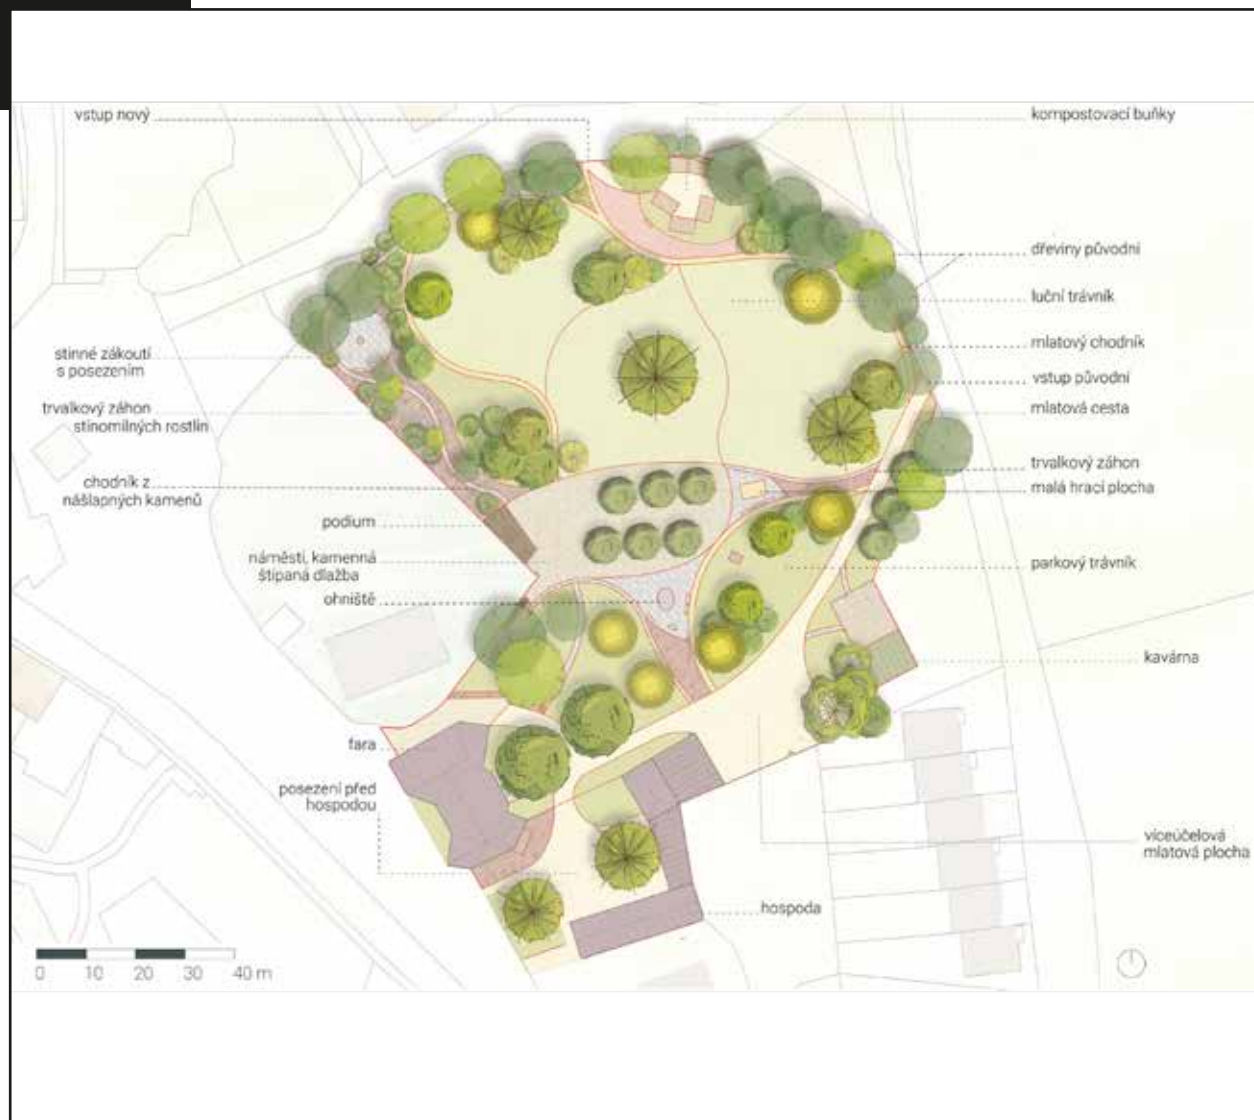 vstup nový
kompostovací buňky
dřeviny původní
luční trávník
mlatový chodník
vstup původní
mlatová cesta
trvalkový záhon
malá hrací plocha
parkový trávník
kavárna
víceúčelová
mlatová plocha
hospoda
stinné zákoutí
s posezením
trvalkový záhon
stinomilných rostlin
chodník z
nášlapných kamenů
podium
náměstí, kamenná
štípaná dlažba
ohniště
fara
posezení před
hospodou
0 10 20 30 40 m